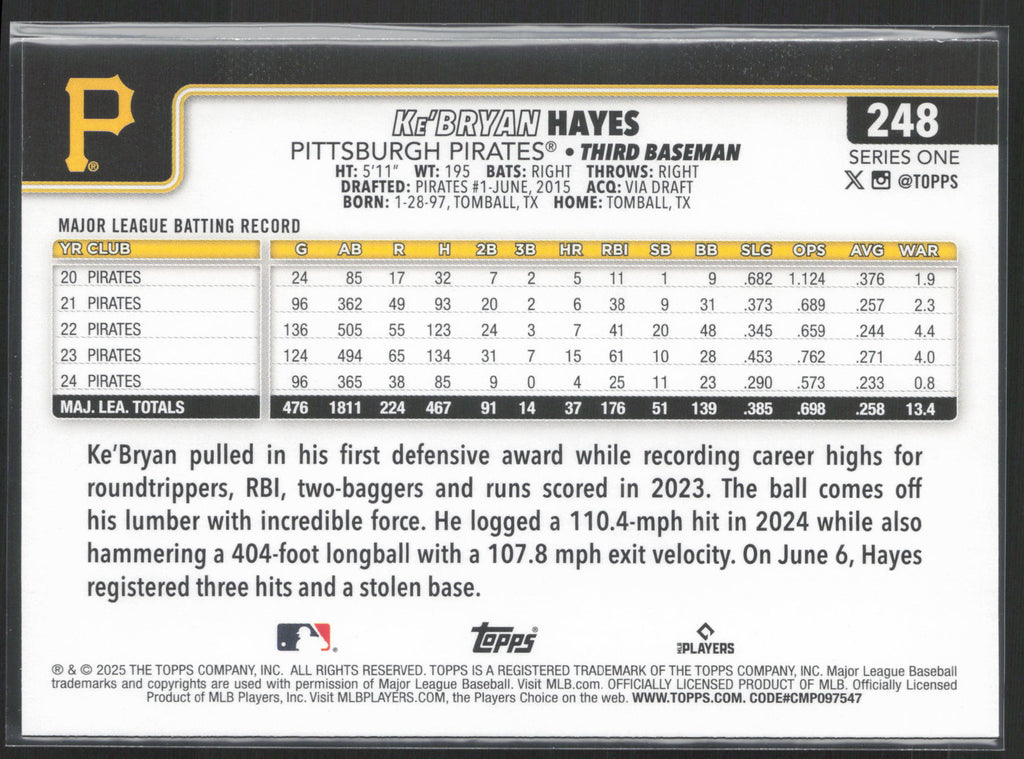 P®
KE'BRYAN HAYES
248
PITTSBURGH PIRATES® • THIRD BASEMAN
SERIES ONE
HT: 5'11" WT: 195 BATS: RIGHT THROWS: RIGHT
X @TOPPS
DRAFTED: PIRATES #1-JUNE, 2015 ACQ: VIA DRAFT
BORN: 1-28-97, TOMBALL, TX HOME: TOMBALL, TX
MAJOR LEAGUE BATTING RECORD
YR CLUB G AB R H 2B 3B HR RBI SB BB SLG OPS AVG WAR
20 PIRATES 24 85 17 32 7 2 5 11 1 9 .682 1.124 .376 1.9
21 PIRATES 96 362 49 93 20 2 6 38 9 31 .373 .689 .257 2.3
22 PIRATES 136 505 55 123 24 3 7 41 20 48 .345 .659 .244 4.4
23 PIRATES 124 494 65 134 31 7 15 61 10 28 .453 .762 .271 4.0
24 PIRATES 96 365 38 85 9 0 4 25 11 23 .290 .573 .233 0.8
MAJ. LEA. TOTALS 476 1811 224 467 91 14 37 176 51 139 .385 .698 .258 13.4
Ke'Bryan pulled in his first defensive award while recording career highs for
roundtrippers, RBI, two-baggers and runs scored in 2023. The ball comes off
his lumber with incredible force. He logged a 110.4-mph hit in 2024 while also
hammering a 404-foot longball with a 107.8 mph exit velocity. On June 6, Hayes
registered three hits and a stolen base.
Topps®
MLB PLAYERS
® & © 2025 THE TOPPS COMPANY, INC. ALL RIGHTS RESERVED. TOPPS IS A REGISTERED TRADEMARK OF THE TOPPS COMPANY, INC. Major League Baseball
trademarks and copyrights are used with permission of Major League Baseball. Visit MLB.com. OFFICIALLY LICENSED PRODUCT OF MLB. Officially Licensed
Product of MLB Players, Inc. Visit MLBPLAYERS.COM, the Players Choice on the web. WWW.TOPPS.COM. CODE#CMP097547